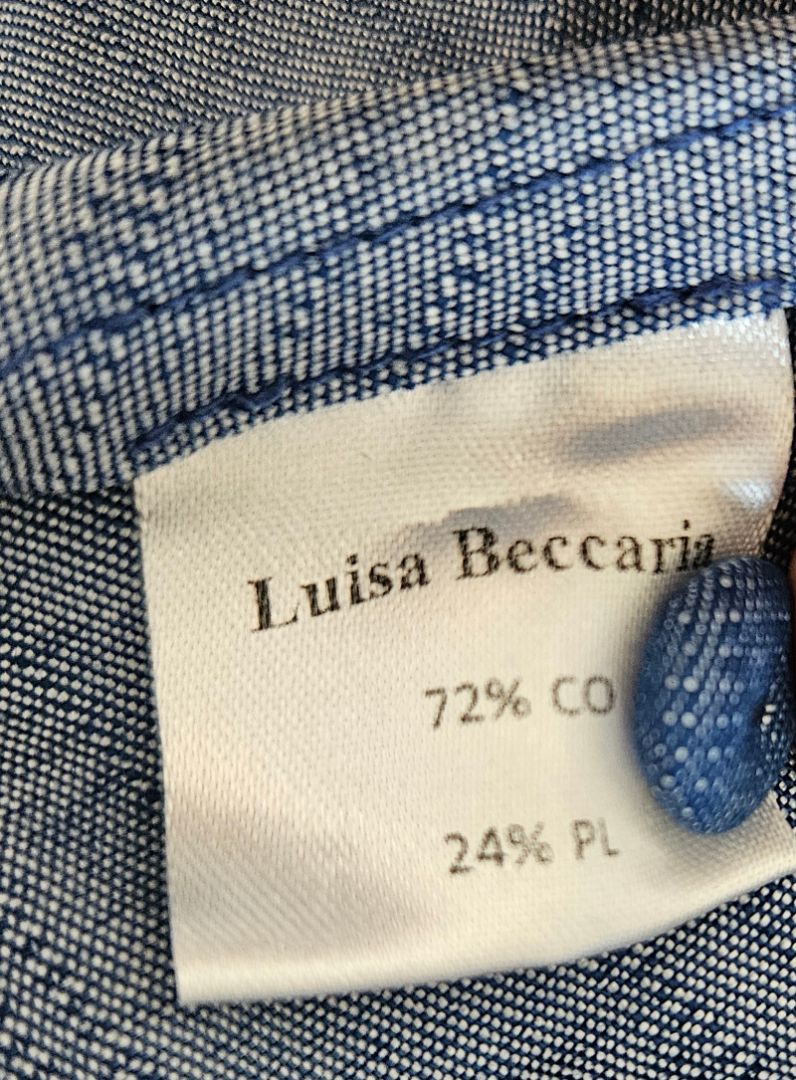 Luisa Beccaria
72% CO
24% PL